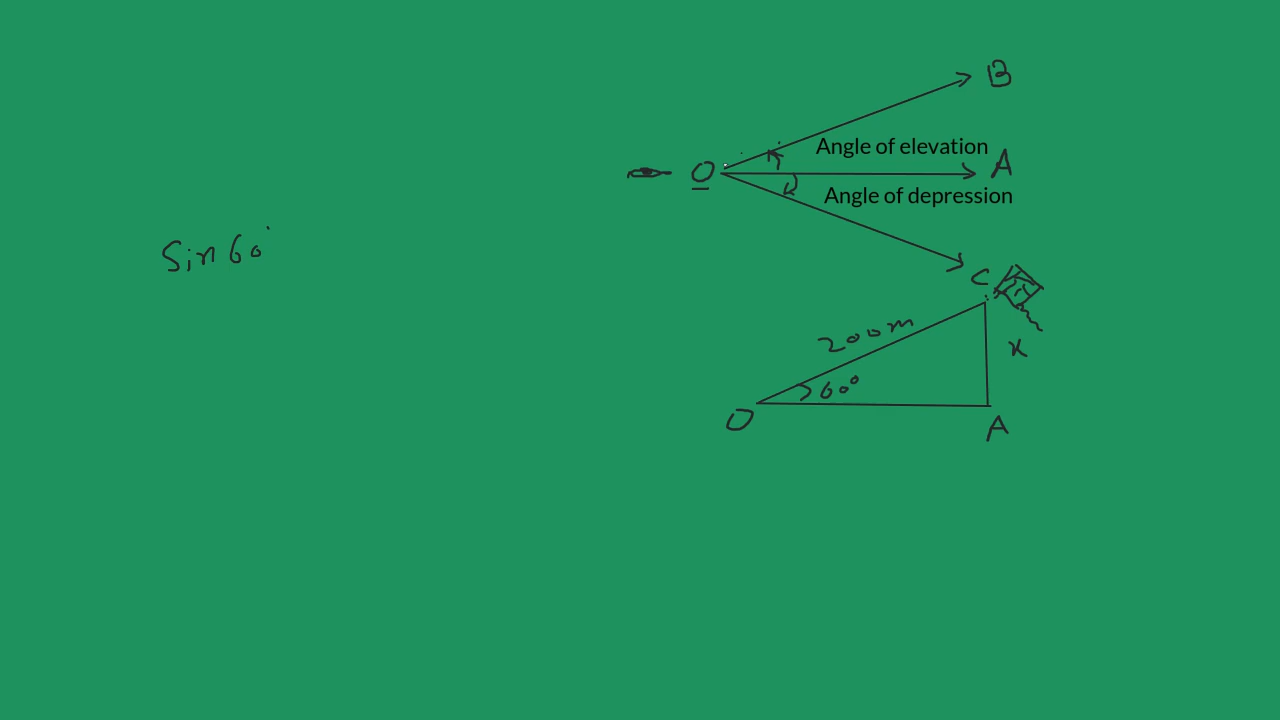 B
Angle of elevation
O A
Angle of depression
Sin 60°
C
200m
x
60°
O
A